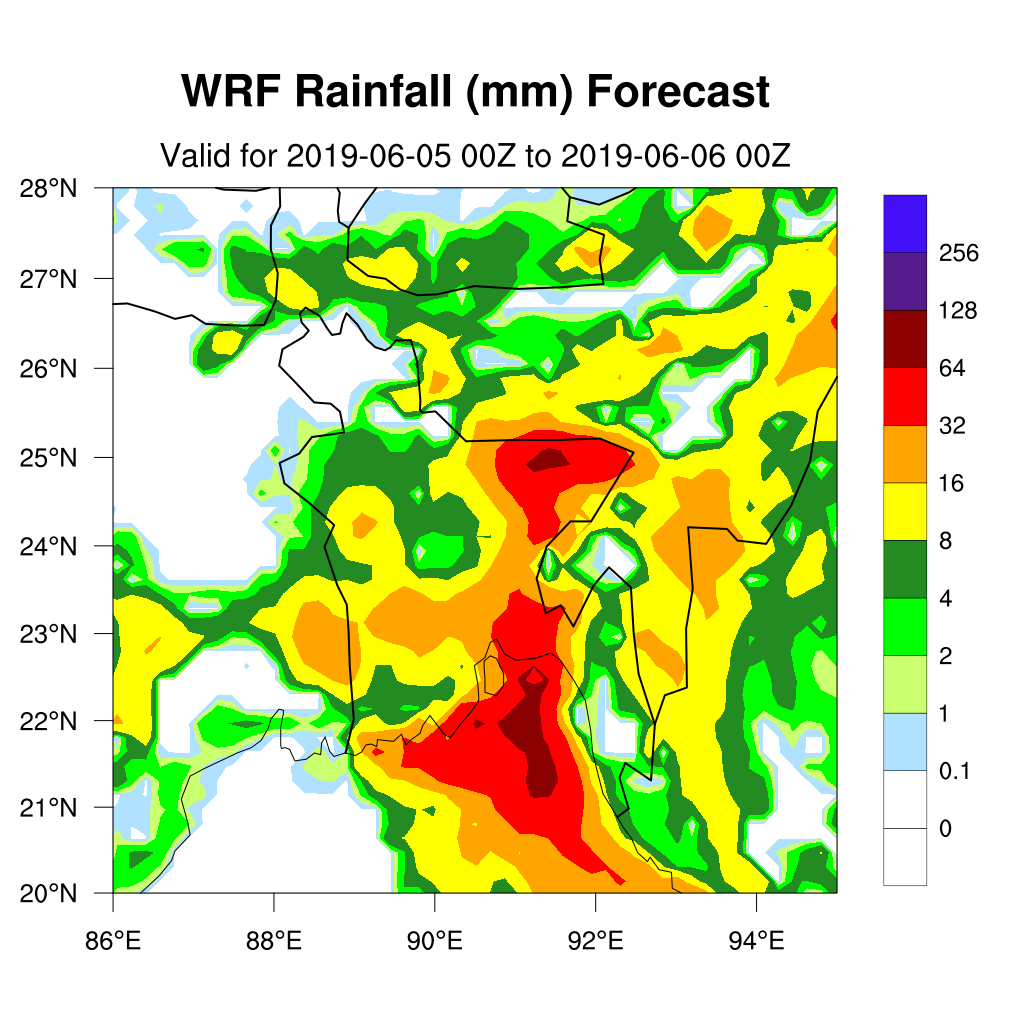 WRF Rainfall (mm) Forecast
Valid for 2019-06-05 00Z to 2019-06-06 00Z
28°N
27°N
26°N
25°N
24°N
23°N
22°N
21°N
20°N
86°E 88°E 90°E 92°E 94°E
256
128
64
32
16
8
4
2
1
0.1
0